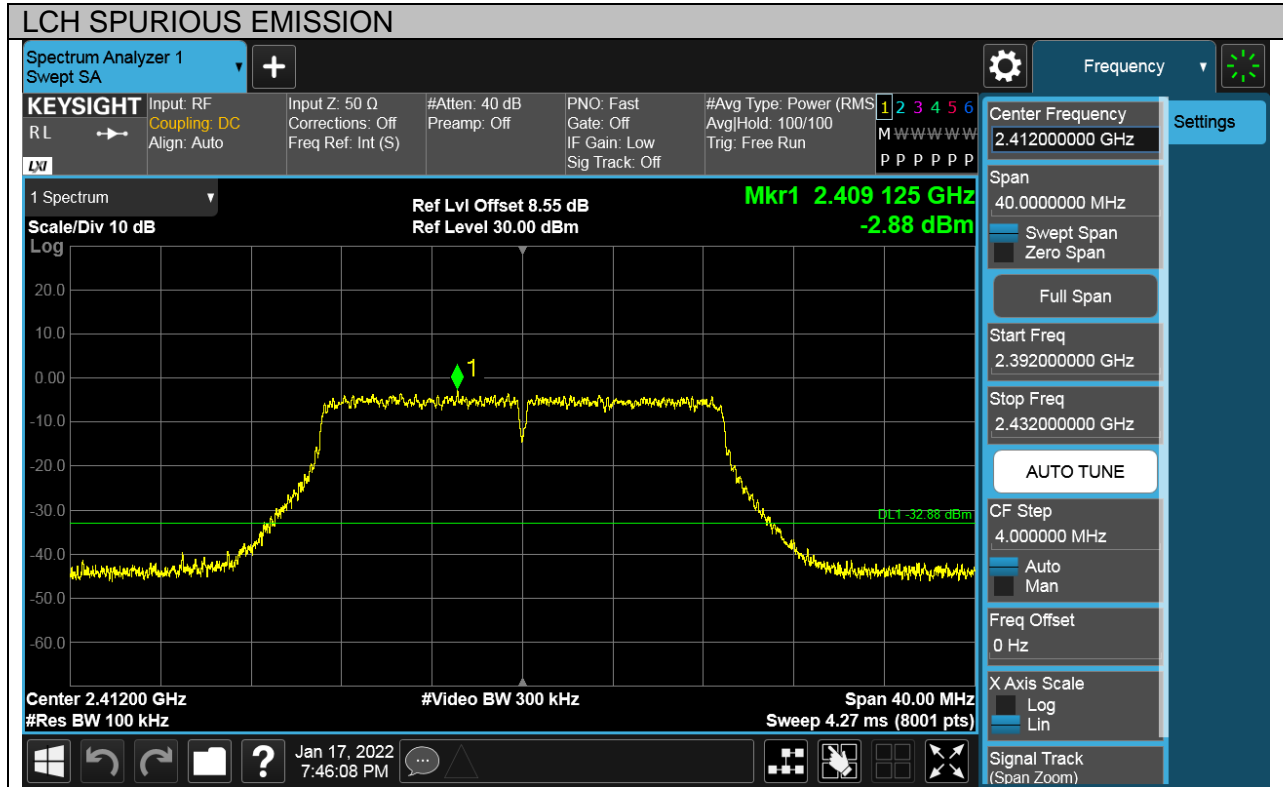 LCH SPURIOUS EMISSION
Spectrum Analyzer 1
Swept SA
+
Frequency
KEYSIGHT
R L
LXI
Input: RF
Coupling: DC
Align: Auto
Input Z: 50 Ω
Corrections: Off
Freq Ref: Int (S)
#Atten: 40 dB
Preamp: Off
PNO: Fast
Gate: Off
IF Gain: Low
Sig Track: Off
#Avg Type: Power (RMS
Avg|Hold: 100/100
Trig: Free Run
1 2 3 4 5 6
M W W W W W
P P P P P P
1 Spectrum
Scale/Div 10 dB
Log
Ref Lvl Offset 8.55 dB
Ref Level 30.00 dBm
Mkr1 2.409 125 GHz
-2.88 dBm
20.0
10.0
0.00
-10.0
-20.0
-30.0
-40.0
-50.0
-60.0
1
DL1 -32.88 dBm
Center 2.41200 GHz
#Res BW 100 kHz
#Video BW 300 kHz
Span 40.00 MHz
Sweep 4.27 ms (8001 pts)
Center Frequency
2.412000000 GHz
Settings
Span
40.0000000 MHz
Swept Span
Zero Span
Full Span
Start Freq
2.392000000 GHz
Stop Freq
2.432000000 GHz
AUTO TUNE
CF Step
4.000000 MHz
Auto
Man
Freq Offset
0 Hz
X Axis Scale
Log
Lin
Signal Track
(Span Zoom)
?
Jan 17, 2022
7:46:08 PM